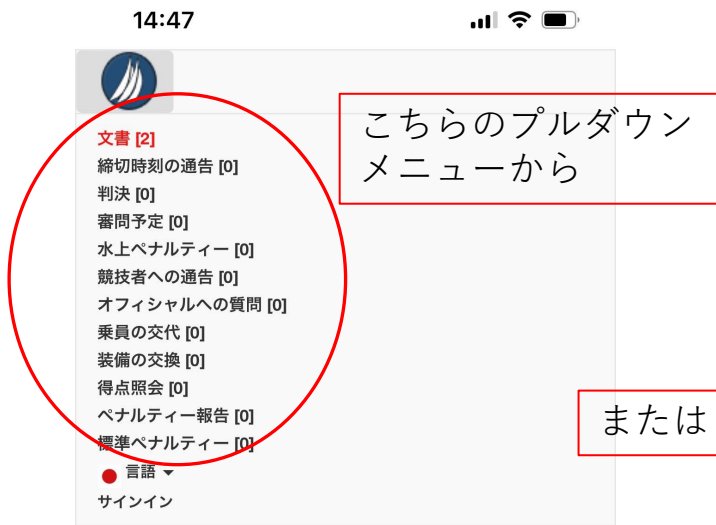 14:47
こちらのプルダウン
メニューから
文書 [2]
締切時刻の通告 [0]
判決 [0]
審問予定 [0]
水上ペナルティー [0]
競技者への通告 [0]
オフィシャルへの質問 [0]
乗員の交代 [0]
装備の交換 [0]
得点照会 [0]
ペナルティー報告 [0]
または
標準ペナルティー [0]
言語
サインイン